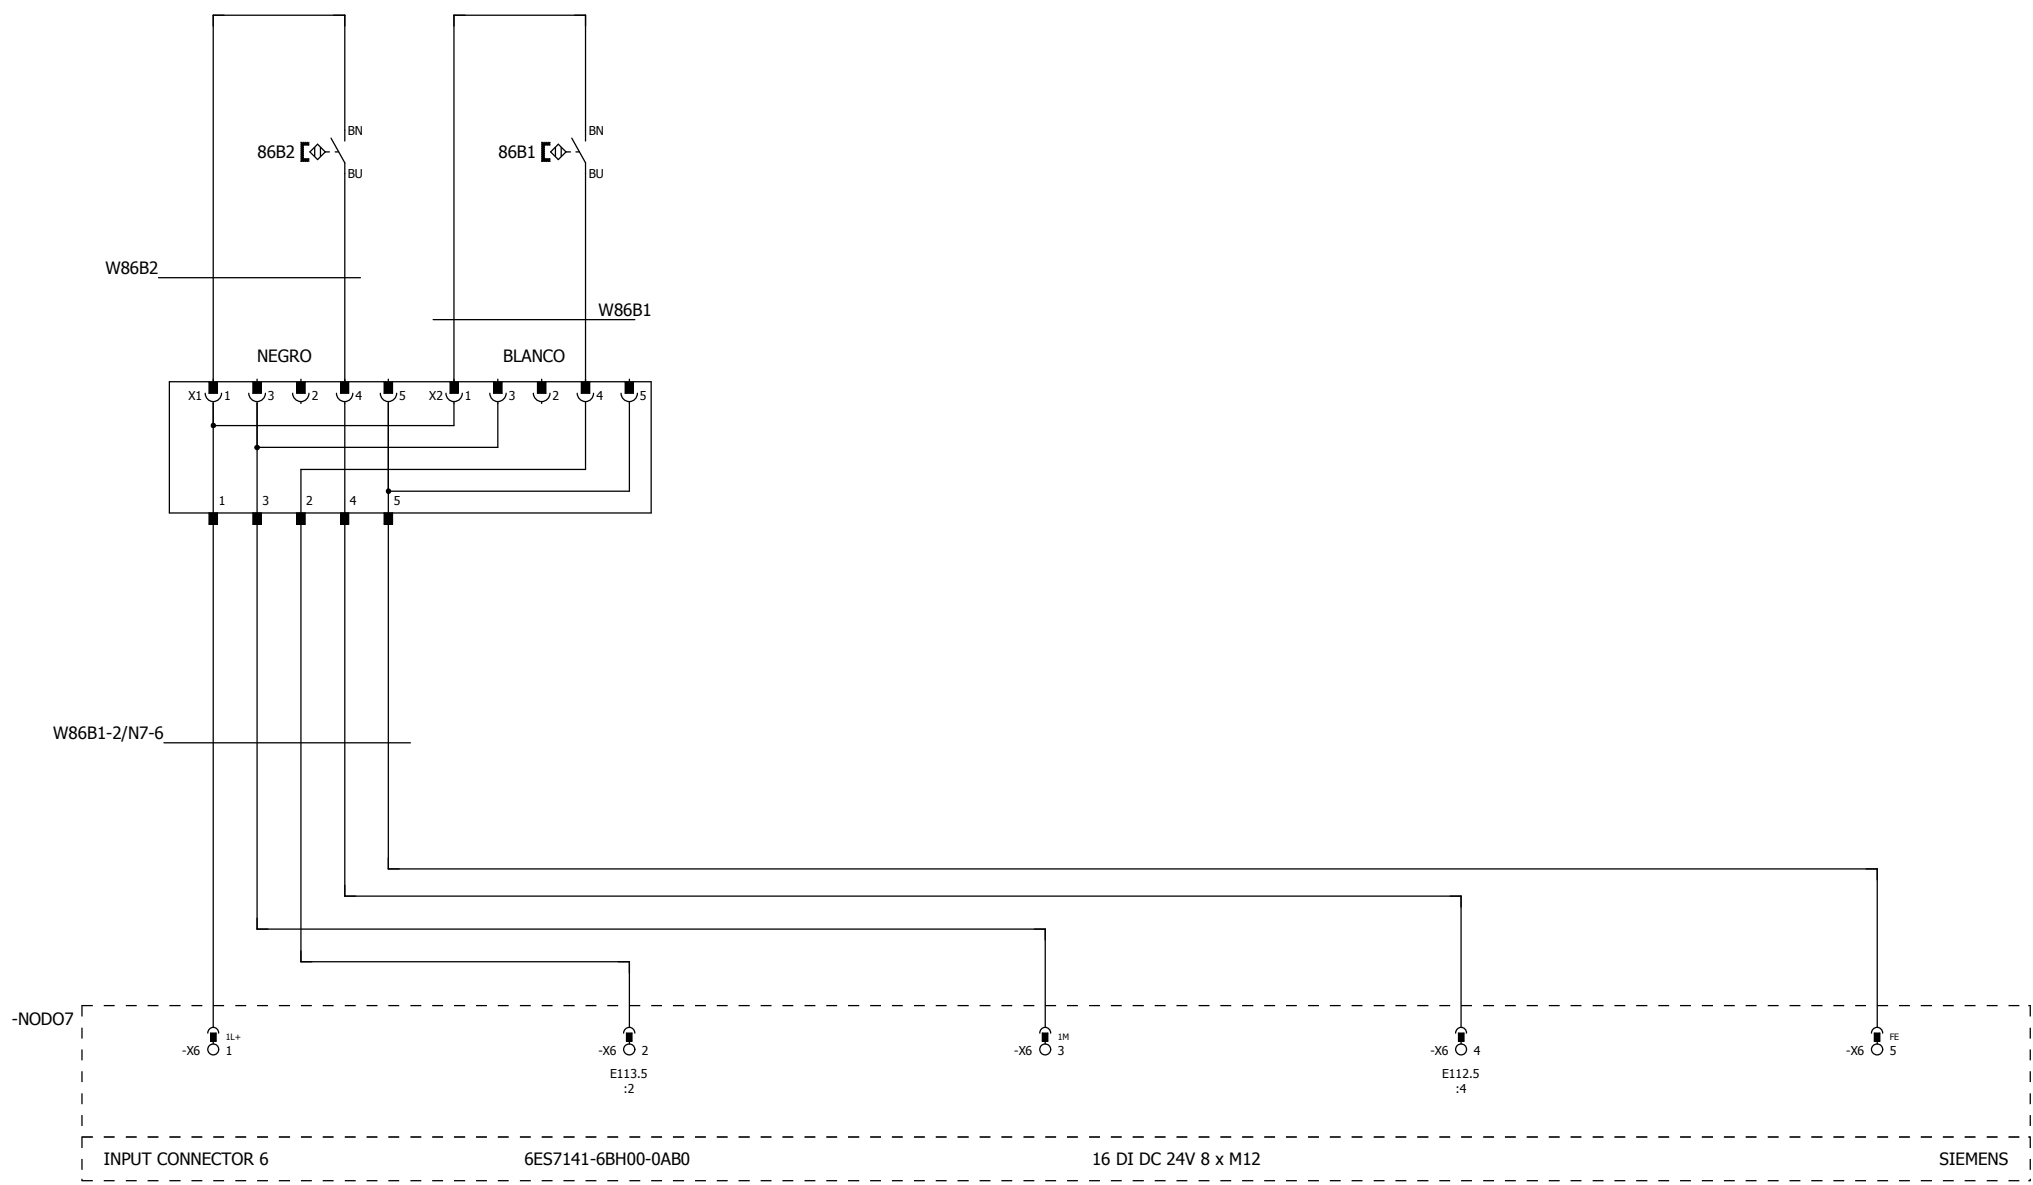 BN
BN
86B2
86B1
BU
BU
W86B2
W86B1
NEGRO
BLANCO
X1 1 3 2 4 5 X2 1 3 2 4 5
1 3 2 4 5
W86B1-2/N7-6
-NODO7
1L+
1M
FE
-X6 1
-X6 2
-X6 3
-X6 4
-X6 5
E113.5
:2
E112.5
:4
INPUT CONNECTOR 6
6ES7141-6BH00-0AB0
16 DI DC 24V 8 x M12
SIEMENS